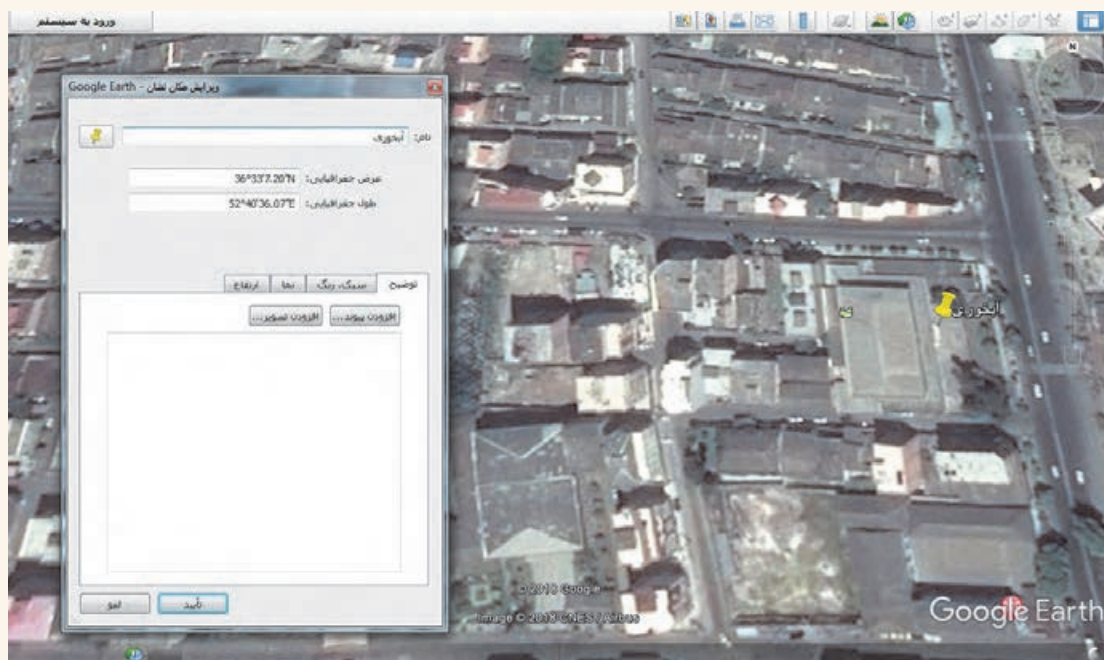 ورود به سیستم
N
Google Earth - ویرایش مکان نشان
نام: آبخوری
عرض جغرافیایی: 36°33'7.20"N
طول جغرافیایی: 52°40'36.07"E
توضیح
سبک، رنگ
نما
ارتفاع
افزودن پیوند...
افزودن تصویر...
تأیید
لغو
آبخوری
© 2018 Google
Image © 2018 CNES / Airbus
Google Earth